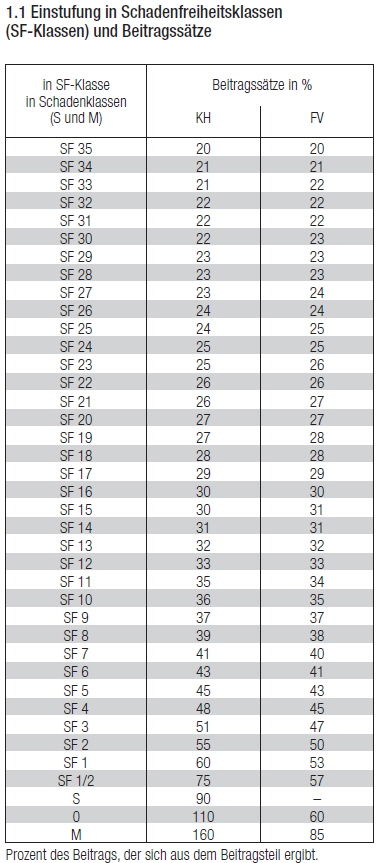 1.1 Einstufung in Schadenfreiheitsklassen
(SF-Klassen) und Beitragssätze
in SF-Klasse Beitragssätze in %
in Schadenklassen
(S und M) KH FV
SF 35 20 20
SF 34 21 21
SF 33 21 22
SF 32 22 22
SF 31 22 22
SF 30 22 23
SF 29 23 23
SF 28 23 23
SF 27 23 24
SF 26 24 24
SF 25 24 25
SF 24 25 25
SF 23 25 26
SF 22 26 26
SF 21 26 27
SF 20 27 27
SF 19 27 28
SF 18 28 28
SF 17 29 29
SF 16 30 30
SF 15 30 31
SF 14 31 31
SF 13 32 32
SF 12 33 33
SF 11 35 34
SF 10 36 35
SF 9 37 37
SF 8 39 38
SF 7 41 40
SF 6 43 41
SF 5 45 43
SF 4 48 45
SF 3 51 47
SF 2 55 50
SF 1 60 53
SF 1/2 75 57
S 90 –
0 110 60
M 160 85
Prozent des Beitrags, der sich aus dem Beitragsteil ergibt.